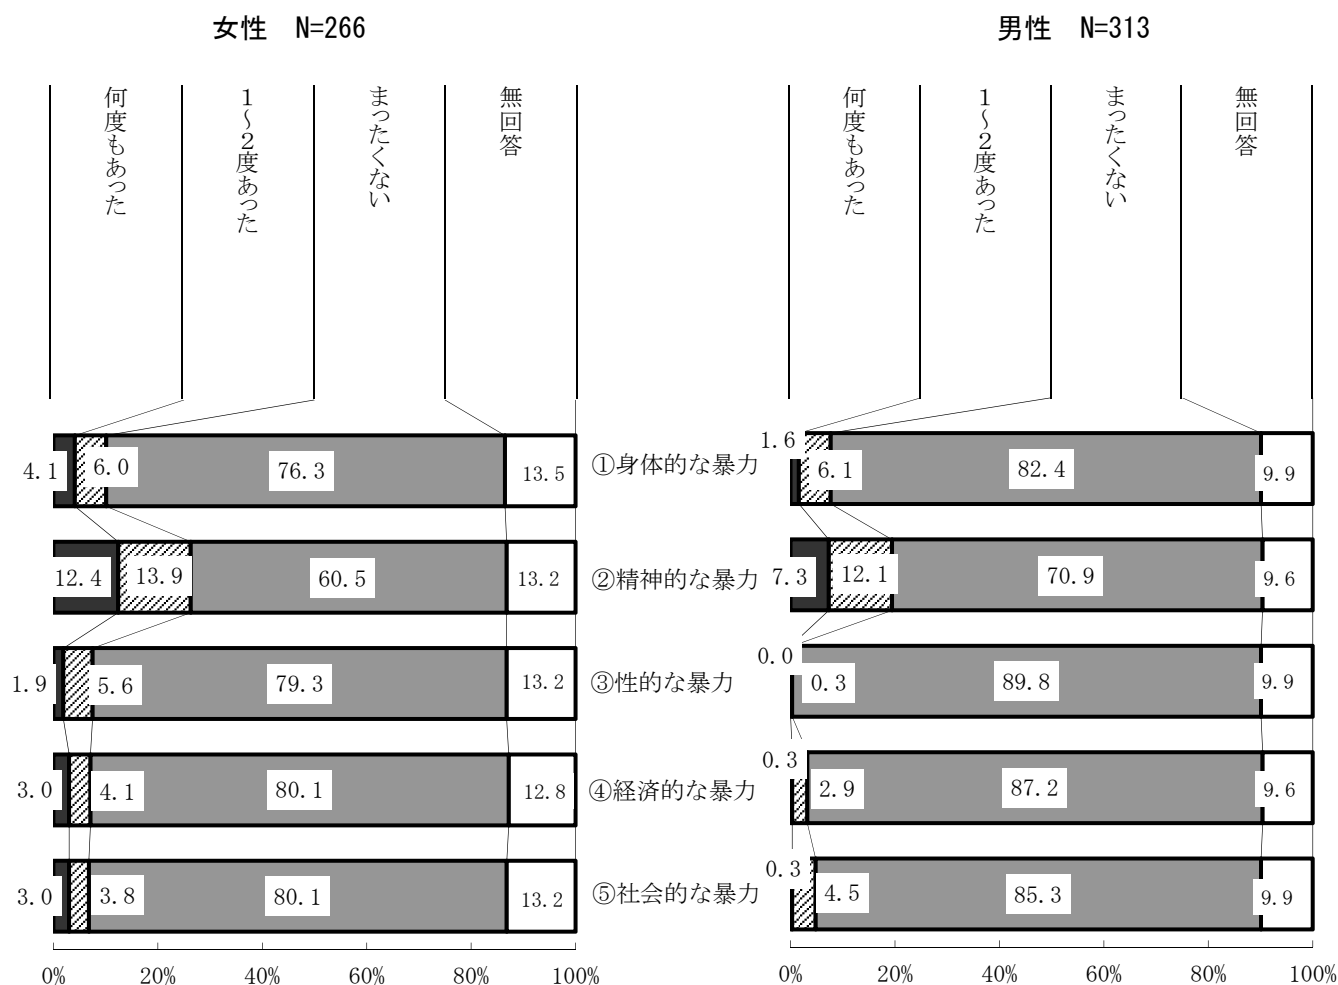 女性　N=266
男性　N=313
何度もあった
１～２度あった
まったくない
無回答
何度もあった
１～２度あった
まったくない
無回答
4.1 6.0 76.3 13.5 ①身体的な暴力 1.6 6.1 82.4 9.9
12.4 13.9 60.5 13.2 ②精神的な暴力 7.3 12.1 70.9 9.6
1.9 5.6 79.3 13.2 ③性的な暴力 0.0 0.3 89.8 9.9
3.0 4.1 80.1 12.8 ④経済的な暴力 0.3 2.9 87.2 9.6
3.0 3.8 80.1 13.2 ⑤社会的な暴力 0.3 4.5 85.3 9.9
0% 20% 40% 60% 80% 100%
0% 20% 40% 60% 80% 100%